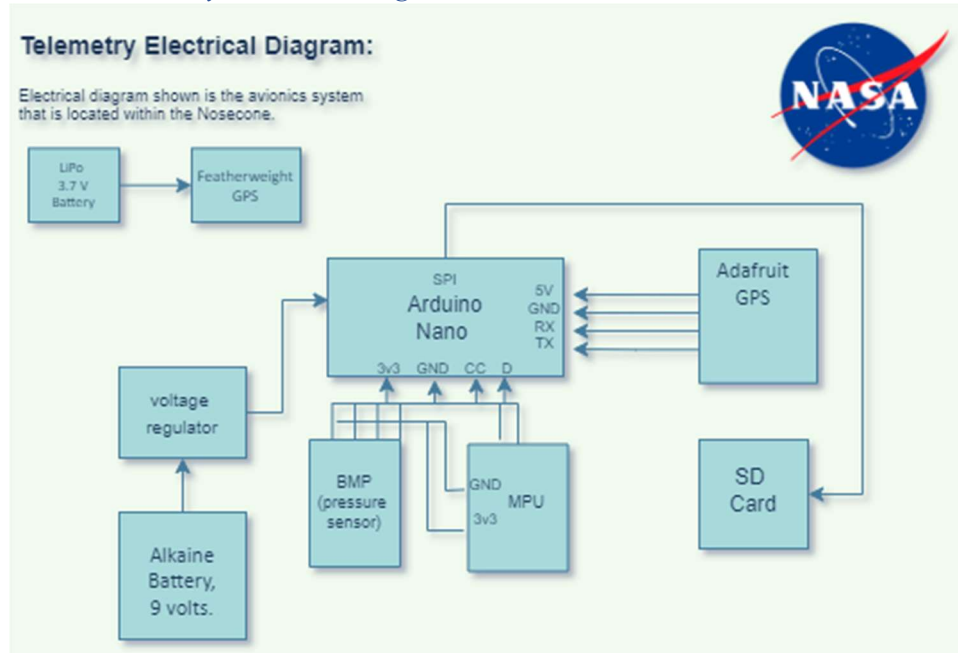 Telemetry Electrical Diagram:
NASA
Electrical diagram shown is the avionics system
that is located within the Nosecone.
LiPo
3.7 V
Battery
Featherweight
GPS
SPI
Arduino
Nano
5V
GND
RX
TX
3v3 GND CC D
Adafruit
GPS
voltage
regulator
BMP
(pressure
sensor)
GND
MPU
3v3
SD
Card
Alkaine
Battery,
9 volts.